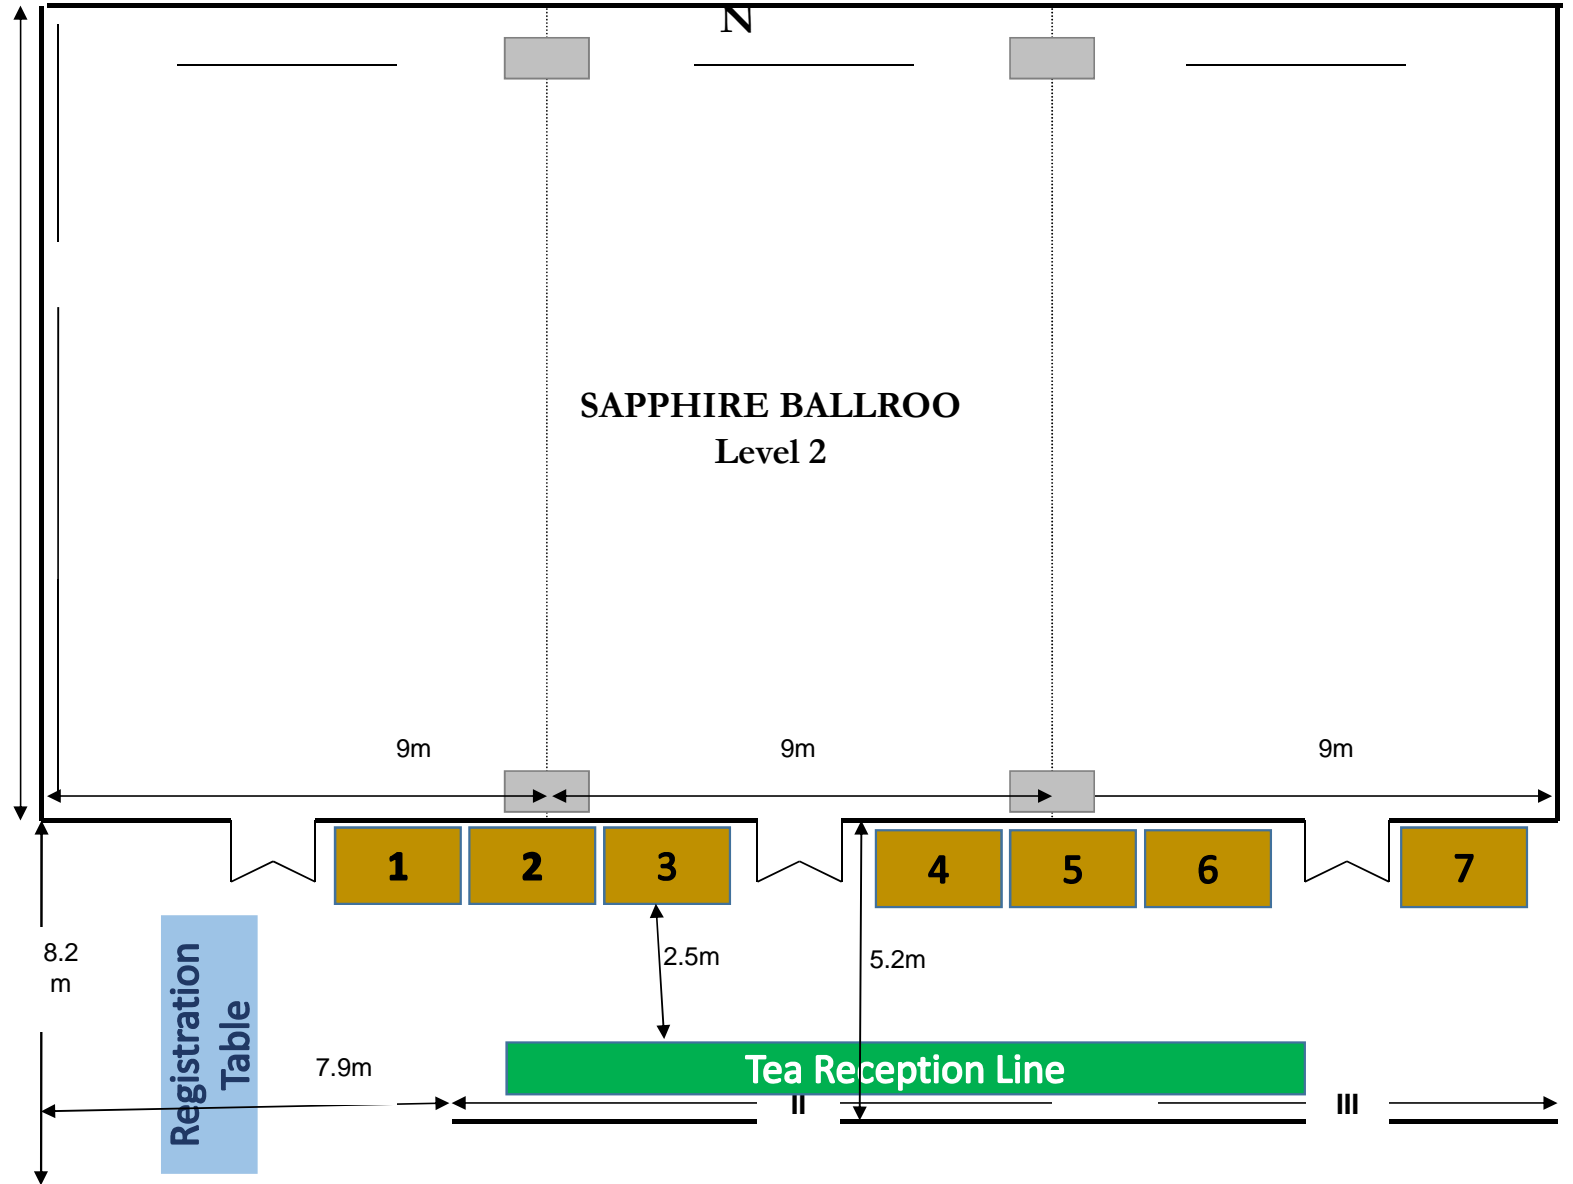 N
SAPPHIRE BALLROO
Level 2
9m
9m
9m
1
2
3
4
5
6
7
8.2
m
2.5m
5.2m
Registration
Table
7.9m
Tea Reception Line
II
III